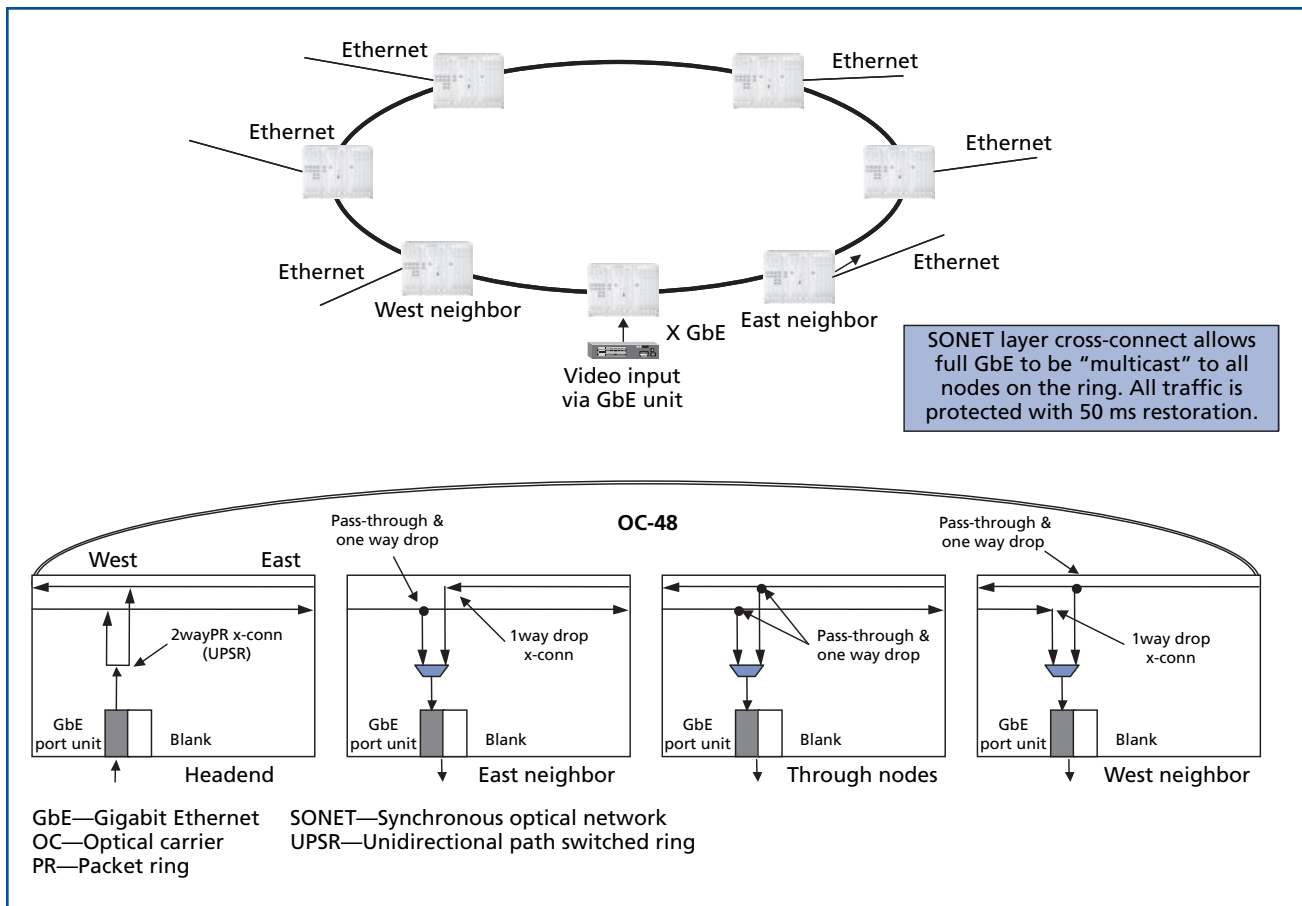 Ethernet
Ethernet
Ethernet
Ethernet
Ethernet
Ethernet
West neighbor
East neighbor
X GbE
Video input
via GbE unit
SONET layer cross-connect allows
full GbE to be “multicast” to all
nodes on the ring. All traffic is
protected with 50 ms restoration.
OC-48
West
East
2wayPR x-conn
(UPSR)
GbE
port unit
Blank
Headend
Pass-through &
one way drop
1way drop
x-conn
GbE
port unit
Blank
East neighbor
Pass-through &
one way drop
GbE
port unit
Blank
Through nodes
Pass-through &
one way drop
1way drop
x-conn
GbE
port unit
Blank
West neighbor
GbE—Gigabit Ethernet
OC—Optical carrier
PR—Packet ring
SONET—Synchronous optical network
UPSR—Unidirectional path switched ring